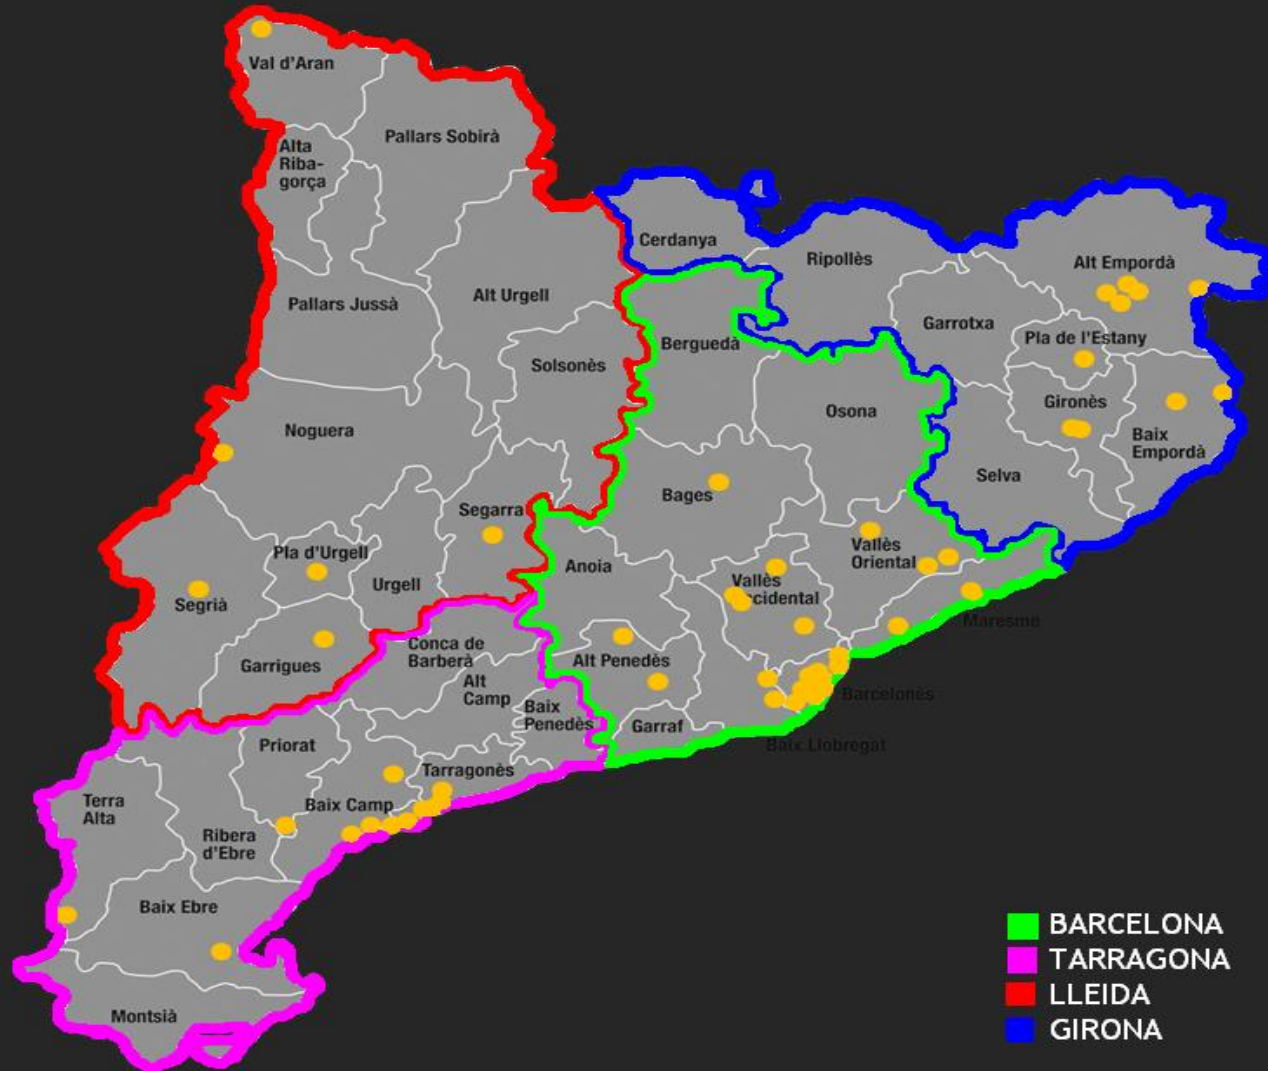 Val d'Aran
Pallars Sobirà
Alta
Riba-
gorça
Cerdanya
Ripollès
Alt Empordà
Pallars Jussà
Alt Urgell
Garrotxa
Pla de l'Estany
Berguedà
Solsonès
Gironès
Osona
Noguera
Baix
Empordà
Selva
Bages
Segarra
Pla d'Urgell
Urgell
Anoia
Vallès
Oriental
Vallès
cidental
Segrià
Maresme
Garrigues
Conca de
Barberà
Alt Penedès
Alt
Camp
Barcelonès
Baix
Penedès
Garraf
Priorat
Baix Llobregat
Tarragonès
Terra
Alta
Baix Camp
Ribera
d'Ebre
Baix Ebre
Montsià
BARCELONA
TARRAGONA
LLEIDA
GIRONA